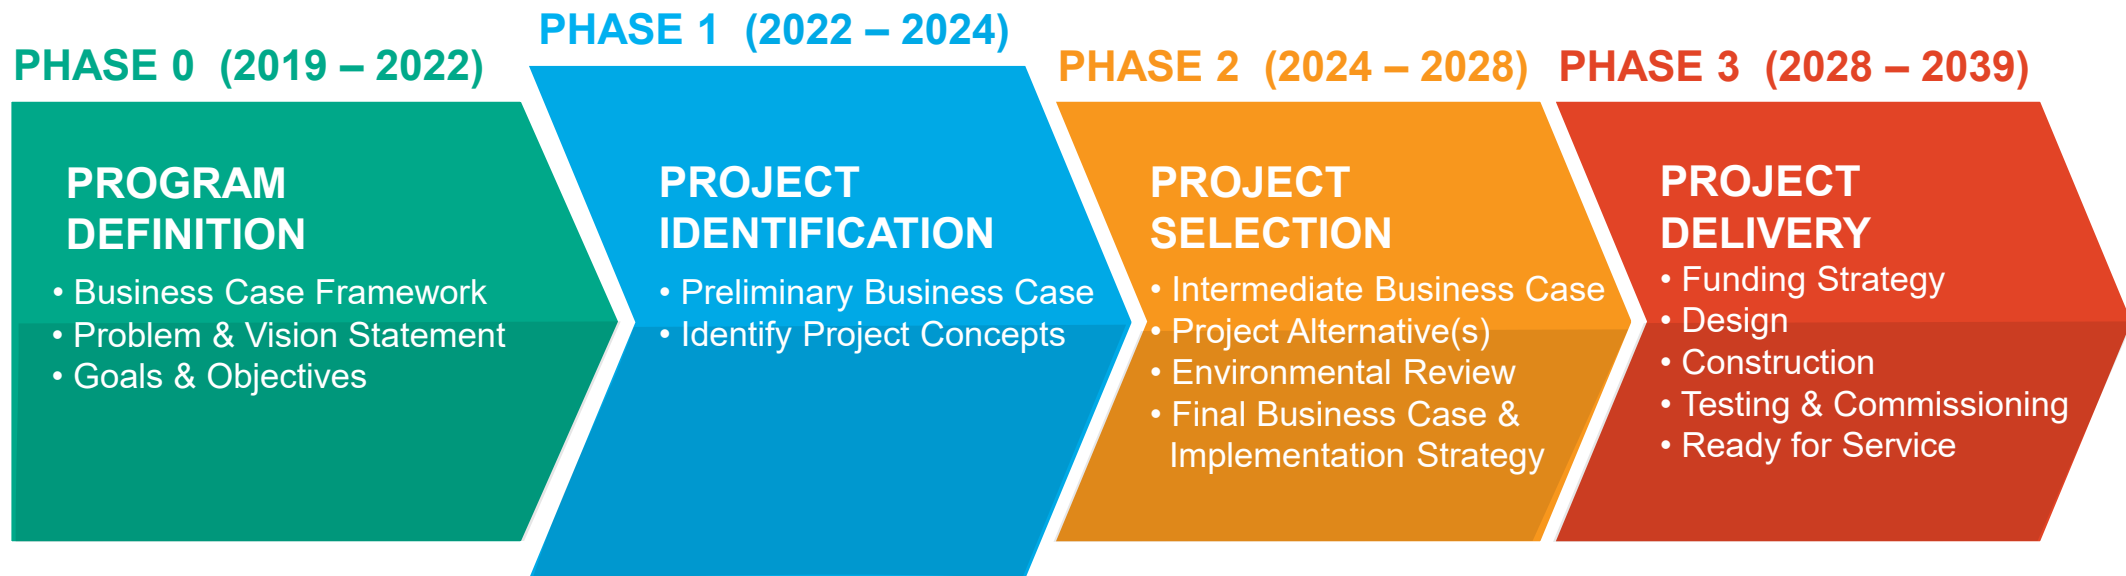 PHASE 0 (2019 – 2022)
PROGRAM
DEFINITION
• Business Case Framework
• Problem & Vision Statement
• Goals & Objectives
PHASE 1 (2022 – 2024)
PROJECT
IDENTIFICATION
• Preliminary Business Case
• Identify Project Concepts
PHASE 2 (2024 – 2028)
PROJECT
SELECTION
• Intermediate Business Case
• Project Alternative(s)
• Environmental Review
• Final Business Case &
Implementation Strategy
PHASE 3 (2028 – 2039)
PROJECT
DELIVERY
• Funding Strategy
• Design
• Construction
• Testing & Commissioning
• Ready for Service